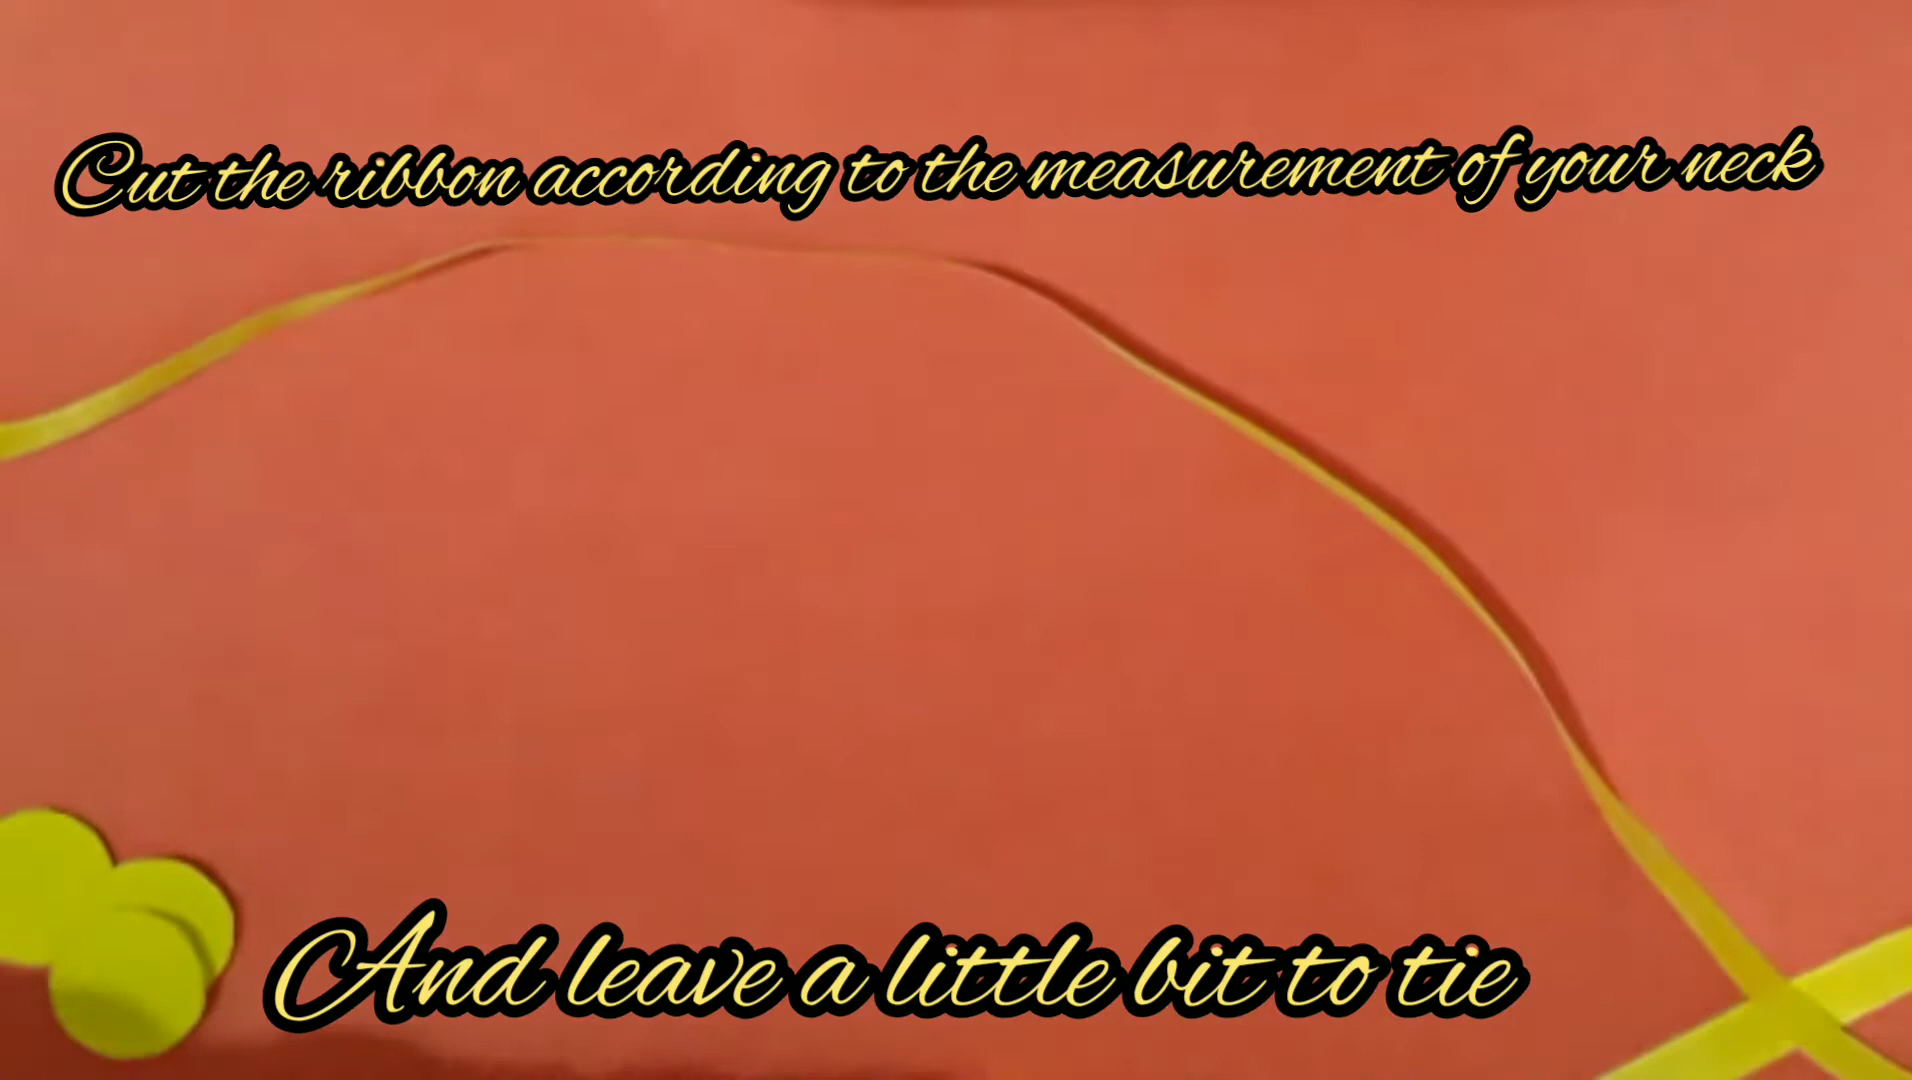 Cut the ribbon according to the measurement of your neck
And leave a little bit to tie